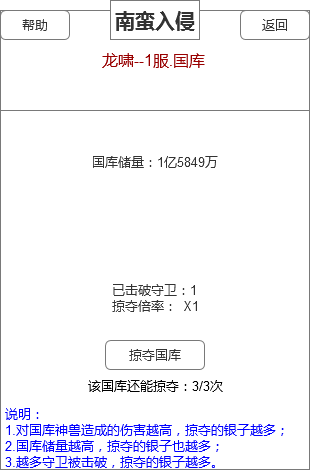 帮助
南蛮入侵
返回
龙啸--1服.国库
国库储量：1亿5849万
已击破守卫：1
掠夺倍率： X1
掠夺国库
该国库还能掠夺：3/3次
说明：
1.对国库神兽造成的伤害越高，掠夺的银子越多；
2.国库储量越高，掠夺的银子也越多；
3.越多守卫被击破，掠夺的银子越多。